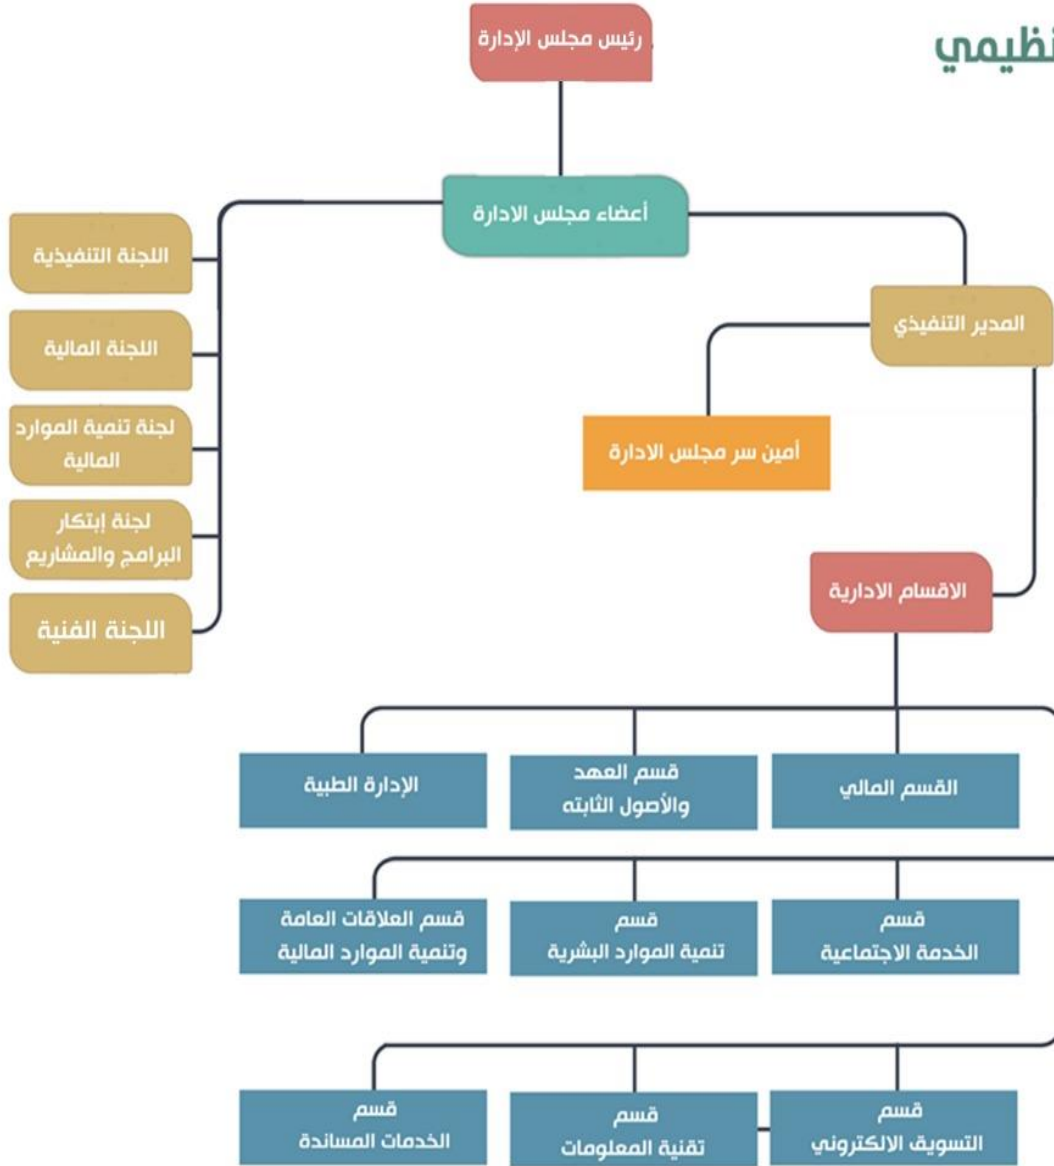 رئيس مجلس الإدارة
أعضاء مجلس الادارة
المدير التنفيذي
أمين سر مجلس الادارة
اللجنة التنفيذية
اللجنة المالية
لجنة تنمية الموارد
المالية
لجنة إبتكار
البرامج والمشاريع
اللجنة الفنية
الاقسام الادارية
القسم المالي
قسم العهد
والأصول الثابته
الإدارة الطبية
قسم
الخدمة الاجتماعية
قسم
تنمية الموارد البشرية
قسم العلاقات العامة
وتنمية الموارد المالية
قسم
التسويق الالكتروني
قسم
تقنية المعلومات
قسم
الخدمات المساندة